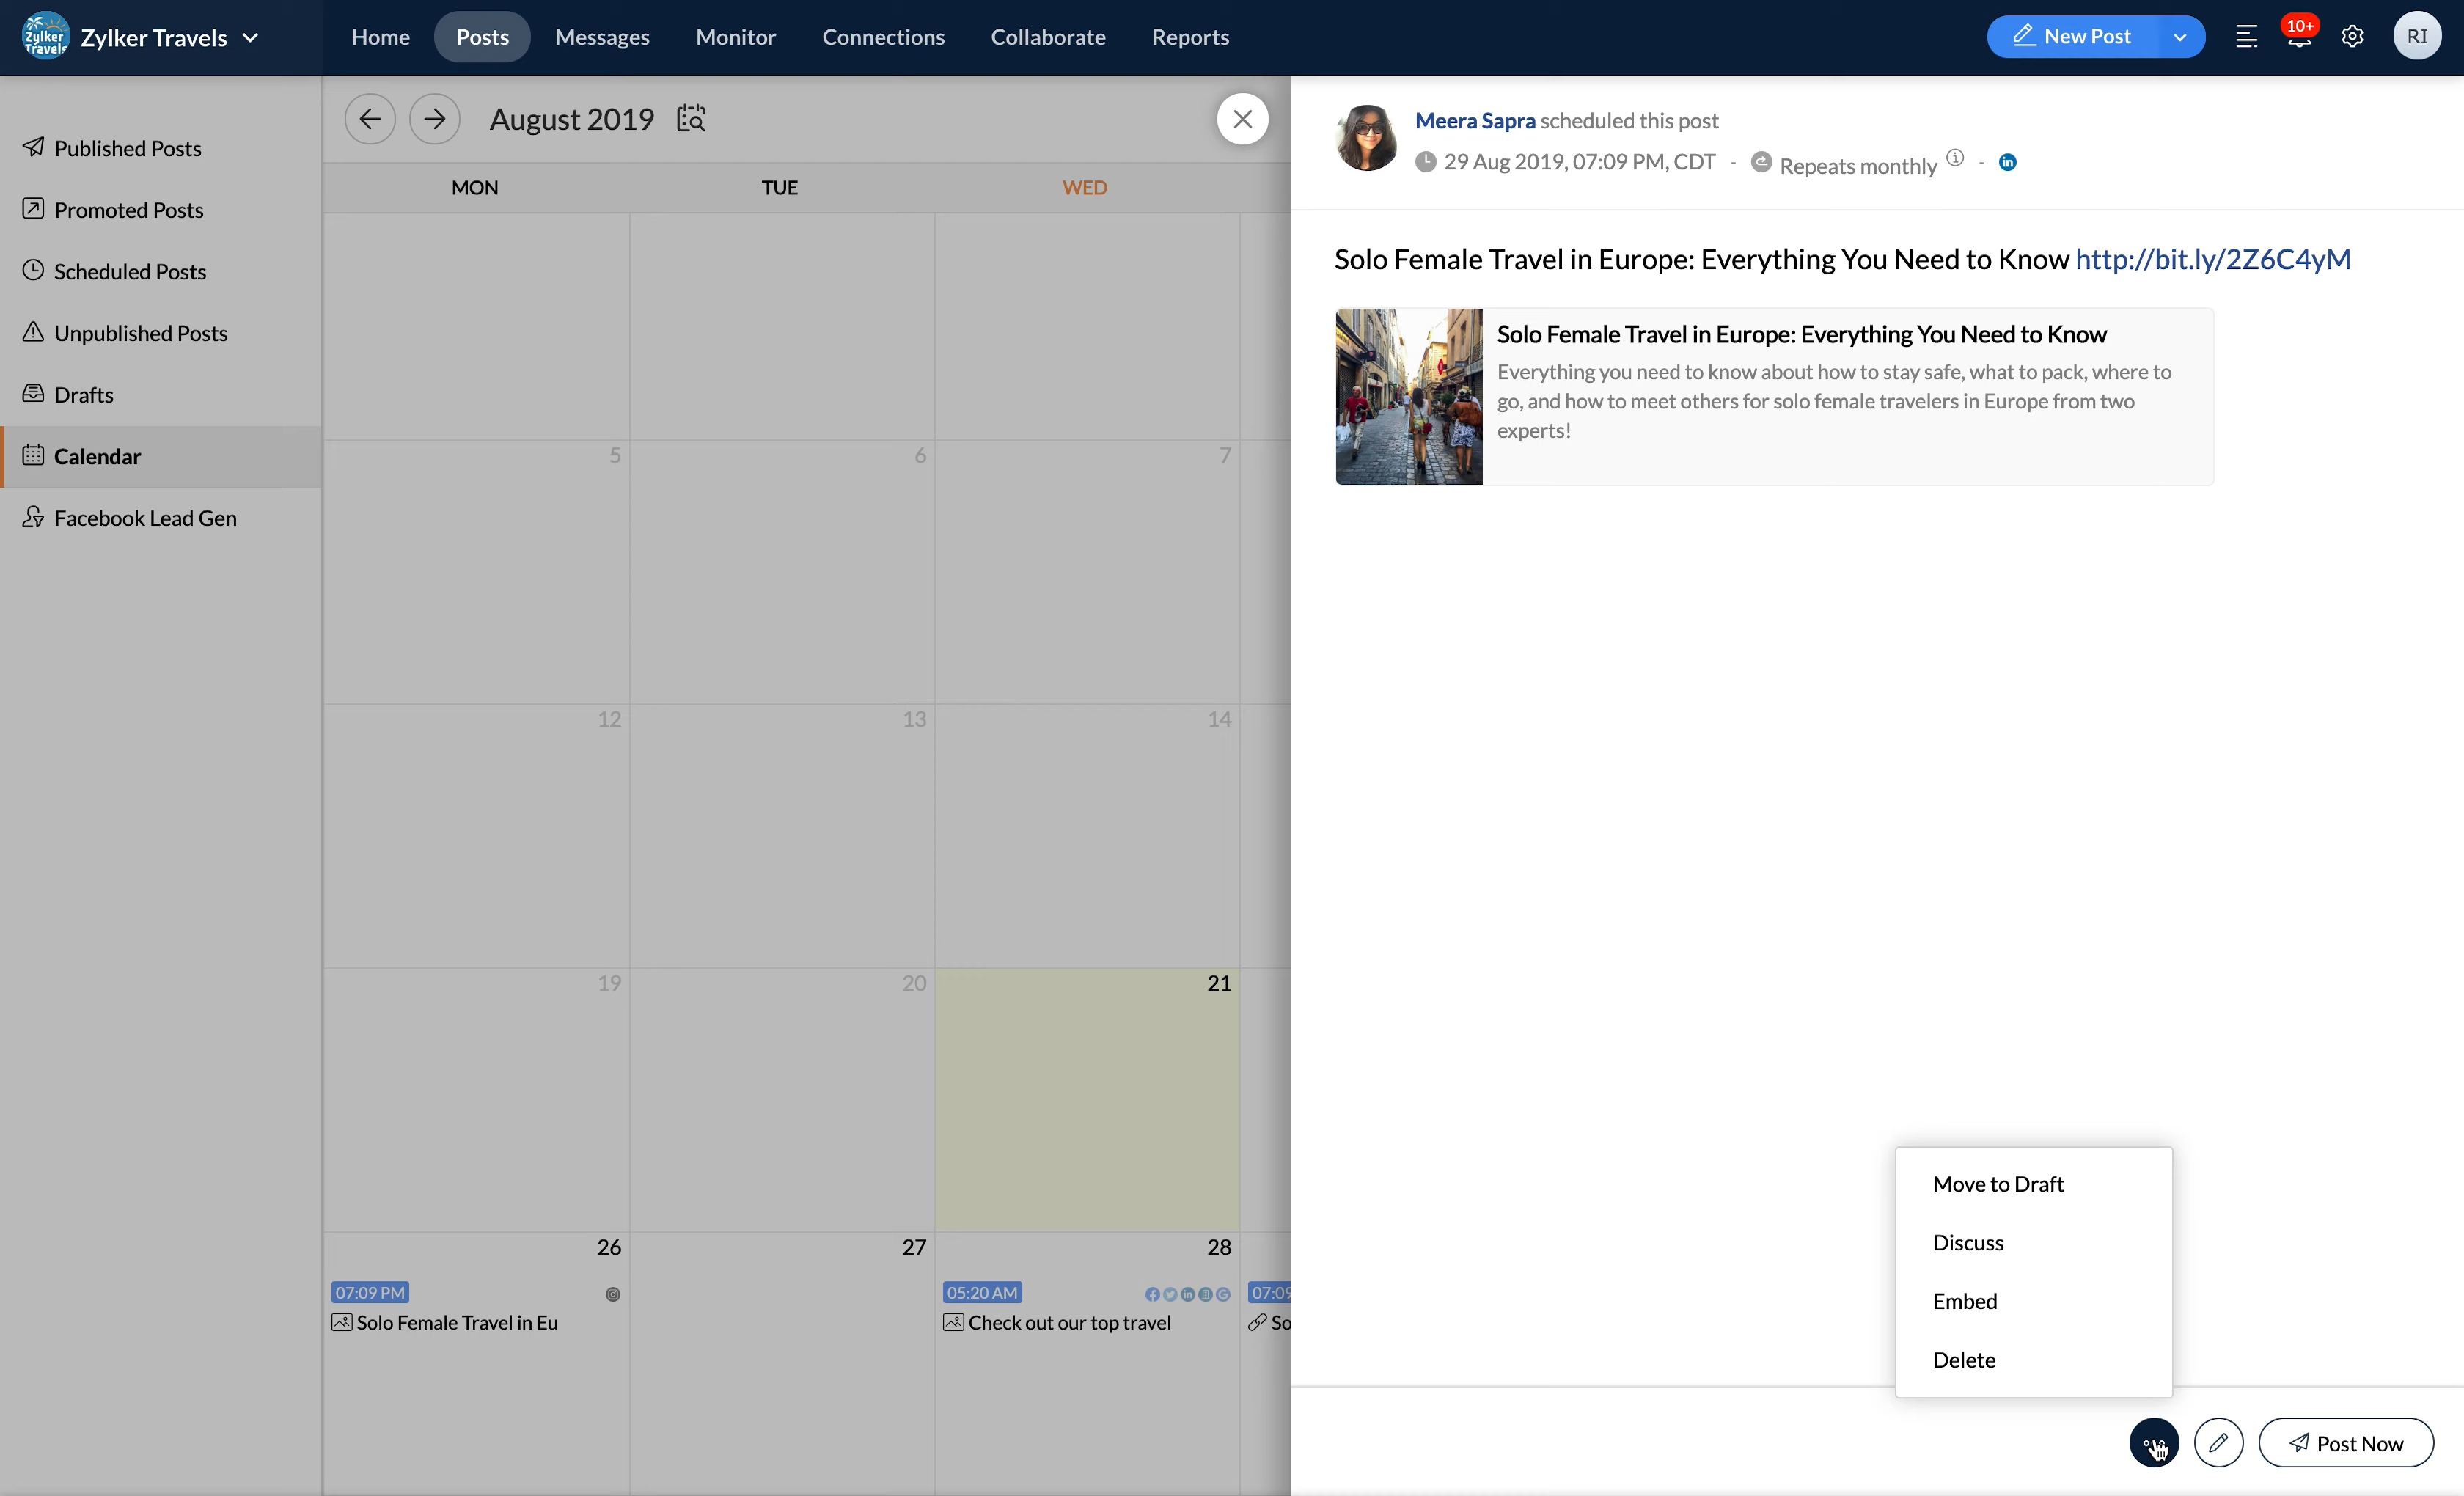 Zylker Travels
Zylker Travels
Home
Posts
Messages
Monitor
Connections
Collaborate
Reports
New Post
10+
RI
Published Posts
Promoted Posts
Scheduled Posts
Unpublished Posts
Drafts
Calendar
Facebook Lead Gen
August 2019
MON
TUE
WED
5
6
7
12
13
14
19
20
21
26
27
28
07:09 PM
Solo Female Travel in Eu
05:20 AM
Check out our top travel
07:09
So
Meera Sapra scheduled this post
29 Aug 2019, 07:09 PM, CDT - Repeats monthly - in
Solo Female Travel in Europe: Everything You Need to Know http://bit.ly/2Z6C4yM
Solo Female Travel in Europe: Everything You Need to Know
Everything you need to know about how to stay safe, what to pack, where to
go, and how to meet others for solo female travelers in Europe from two
experts!
Move to Draft
Discuss
Embed
Delete
Post Now